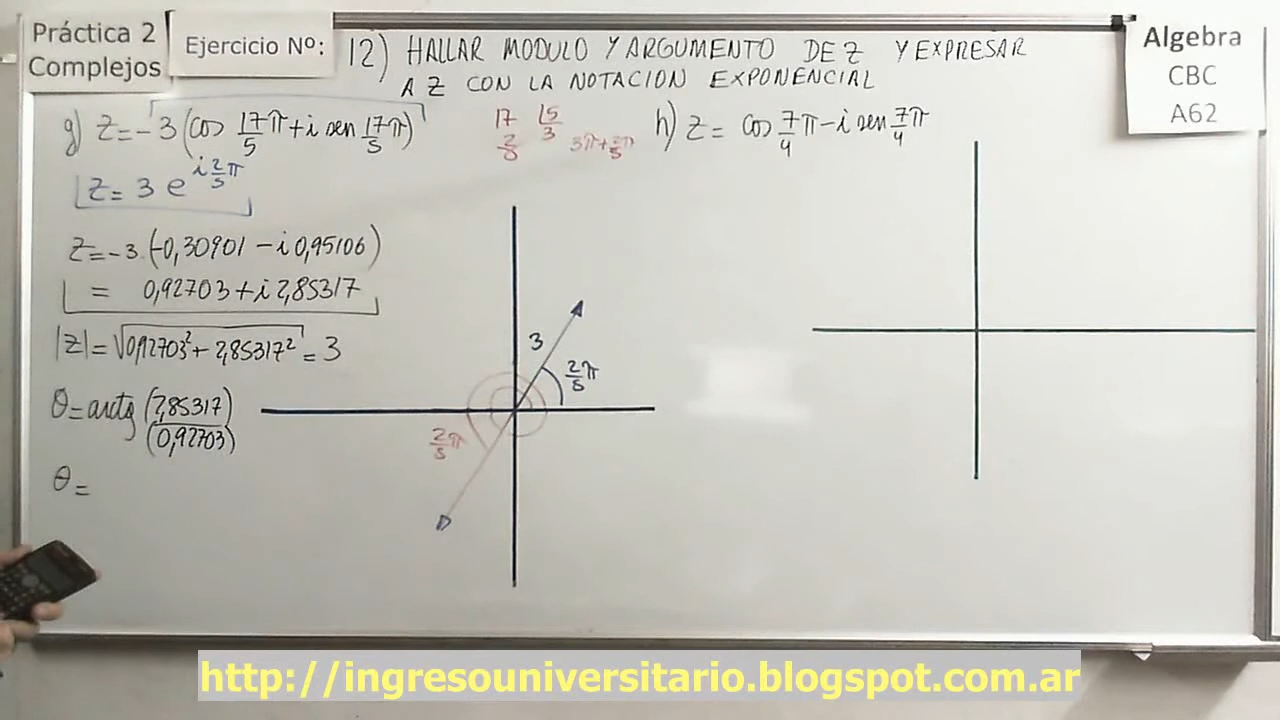 Práctica 2
Complejos
Ejercicio Nº:
12) HALLAR MODULO Y ARGUMENTO DE Z Y EXPRESAR
A Z CON LA NOTACION EXPONENCIAL
Algebra
CBC
A62
g) Z = -3 (cos 17/5 π + i sen 17/5 π)
Z = 3 e^(i 2/5 π)
Z = -3 · (-0,30901 - i 0,95106)
= 0,92703 + i 2,85317
|Z| = √(0,92703² + 2,85317²) = 3
θ = arctg (2,85317)/(0,92703)
θ =
17 15/3
2/5 3π + 2/5 π
3
2/5 π
2/5 π
h) Z = cos 7/4 π - i sen 7/4 π
http://ingresouniversitario.blogspot.com.ar